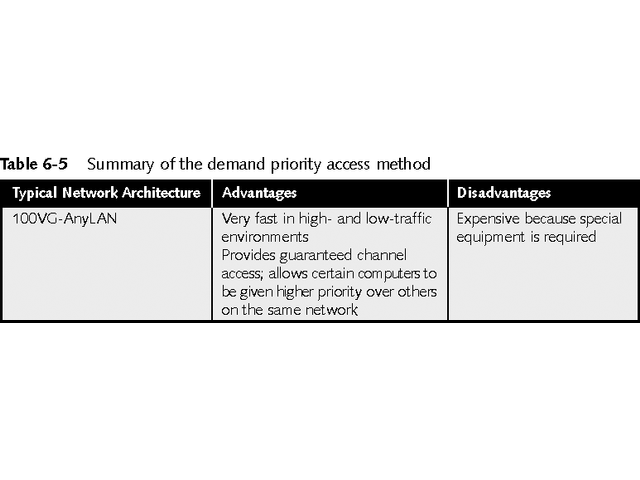 Table 6-5 Summary of the demand priority access method
Typical Network Architecture Advantages Disadvantages
100VG-AnyLAN
Very fast in high- and low-traffic
environments
Provides guaranteed channel
access; allows certain computers to
be given higher priority over others
on the same network
Expensive because special
equipment is required